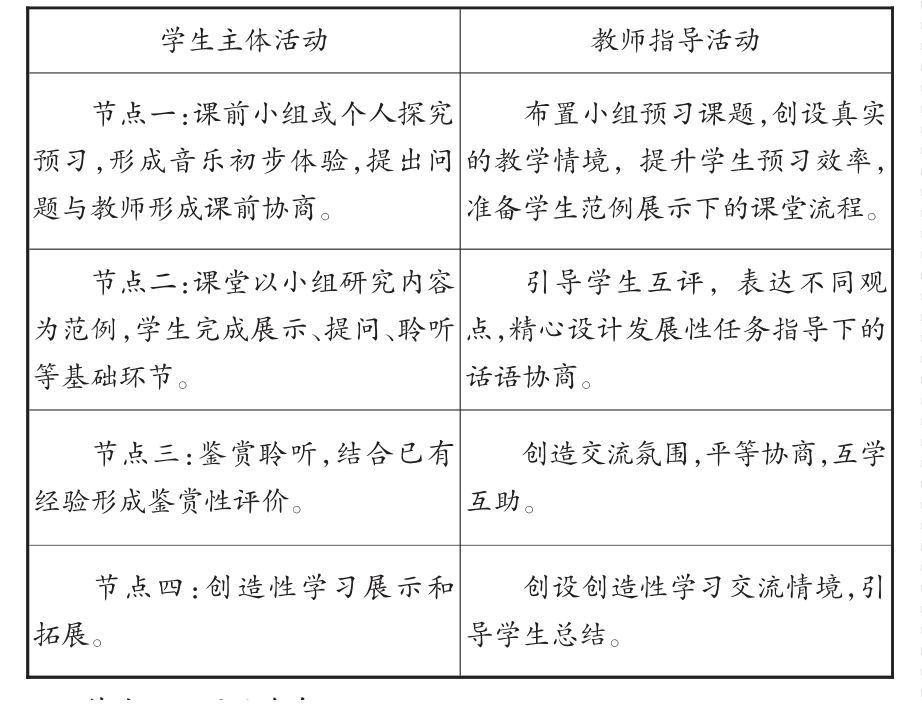 学生主体活动
教师指导活动
节点一:课前小组或个人探究
预习,形成音乐初步体验,提出问
题与教师形成课前协商。
布置小组预习课题,创设真实
的教学情境,提升学生预习效率,
准备学生范例展示下的课堂流程。
节点二:课堂以小组研究内容
为范例,学生完成展示、提问、聆听
等基础环节。
引导学生互评,表达不同观
点,精心设计发展性任务指导下的
话语协商。
节点三:鉴赏聆听,结合已有
经验形成鉴赏性评价。
创造交流氛围,平等协商,互学
互助。
节点四:创造性学习展示和
拓展。
创设创造性学习交流情境,引
导学生总结。